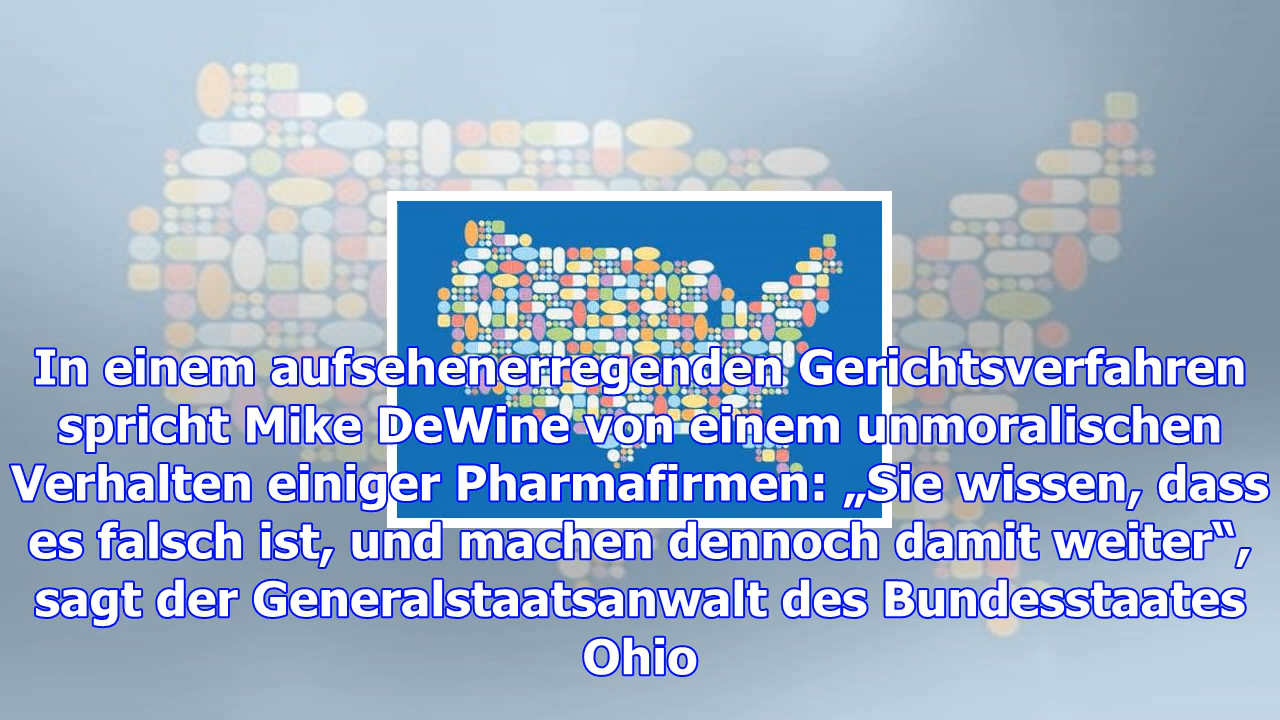 In einem aufsehenerregenden Gerichtsverfahren
spricht Mike DeWine von einem unmoralischen
Verhalten einiger Pharmafirmen: „Sie wissen, dass
es falsch ist, und machen dennoch damit weiter“,
sagt der Generalstaatsanwalt des Bundesstaates
Ohio